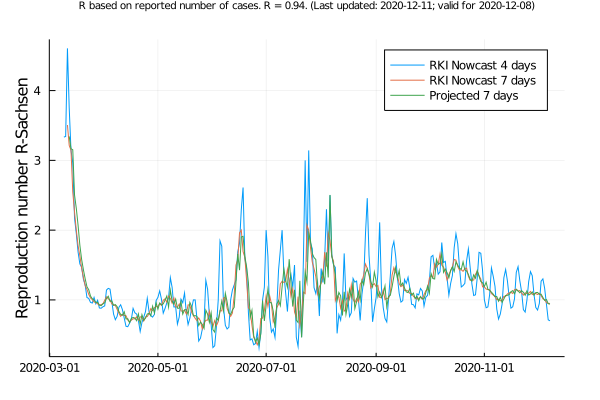 R based on reported number of cases. R = 0.94. (Last updated: 2020-12-11; valid for 2020-12-08)
Reproduction number R-Sachsen
RKI Nowcast 4 days
RKI Nowcast 7 days
Projected 7 days
4
3
2
1
2020-03-01 2020-05-01 2020-07-01 2020-09-01 2020-11-01